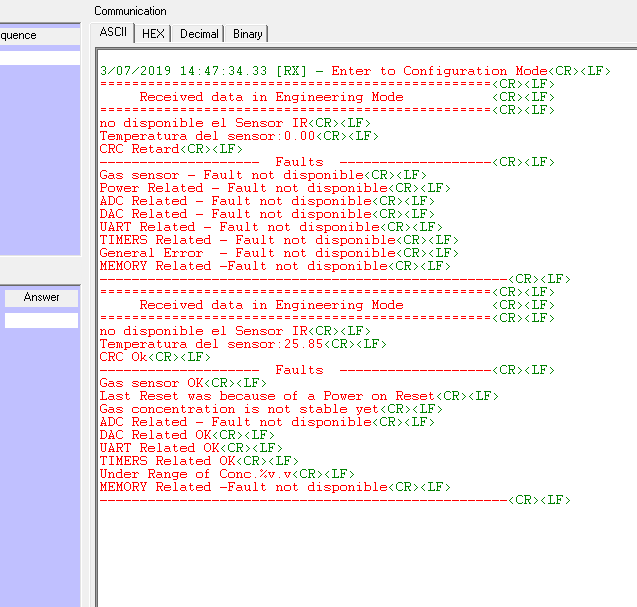 Communication
quence
ASCII HEX Decimal Binary
3/07/2019 14:47:34.33 [RX] - Enter to Configuration Mode<CR><LF>
==================================================<CR><LF>
Received data in Engineering Mode <CR><LF>
==================================================<CR><LF>
no disponible el Sensor IR<CR><LF>
Temperatura del sensor:0.00<CR><LF>
CRC Retard<CR><LF>
-------------------- Faults -------------------<CR><LF>
Gas sensor - Fault not disponible<CR><LF>
Power Related - Fault not disponible<CR><LF>
ADC Related - Fault not disponible<CR><LF>
DAC Related - Fault not disponible<CR><LF>
UART Related - Fault not disponible<CR><LF>
TIMERS Related - Fault not disponible<CR><LF>
General Error  - Fault not disponible<CR><LF>
MEMORY Related -Fault not disponible<CR><LF>
----------------------------------------------------<CR><LF>
==================================================<CR><LF>
Answer
Received data in Engineering Mode <CR><LF>
==================================================<CR><LF>
no disponible el Sensor IR<CR><LF>
Temperatura del sensor:25.85<CR><LF>
CRC Ok<CR><LF>
-------------------- Faults -------------------<CR><LF>
Gas sensor OK<CR><LF>
Last Reset was because of a Power on Reset<CR><LF>
Gas concentration is not stable yet<CR><LF>
ADC Related - Fault not disponible<CR><LF>
DAC Related OK<CR><LF>
UART Related OK<CR><LF>
TIMERS Related OK<CR><LF>
Under Range of Conc.%v.v<CR><LF>
MEMORY Related -Fault not disponible<CR><LF>
----------------------------------------------------<CR><LF>